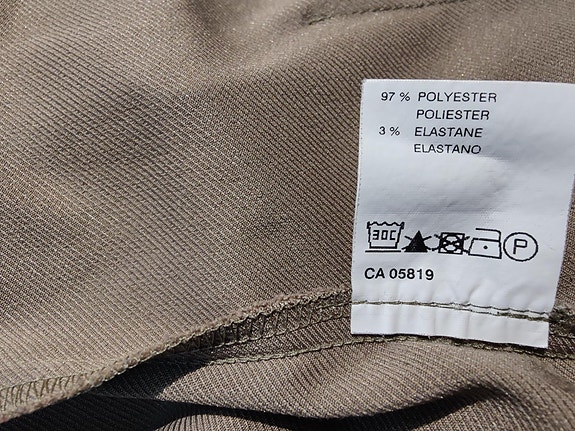 97 % POLYESTER
POLIESTER
3 % ELASTANE
ELASTANO
30C P
CA 05819